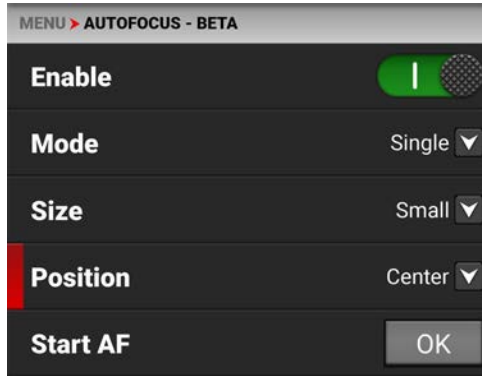 MENU > AUTOFOCUS - BETA
Enable
Mode Single
Size Small
Position Center
Start AF OK